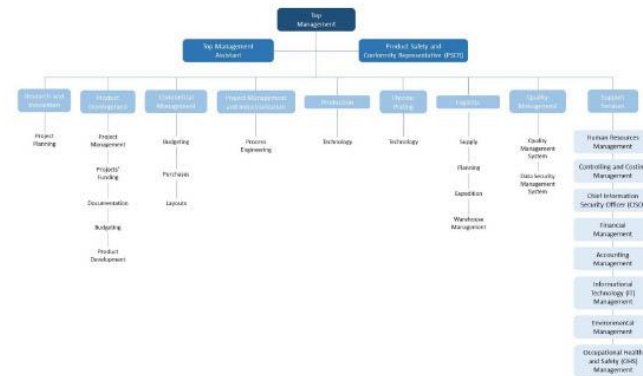 Top
Management
Top Management
Assistant
Product Safety and
Conformity Representative (PSCR)
Research and
Innovation
Product
Development
Commercial
Management
Project Management
and Industrialization
Production
Chrome
Plating
Logistics
Quality
Management
Support
Services
Project
Planning
Project
Management
Projects'
Funding
Documentation
Budgeting
Product
Development
Budgeting
Purchases
Layouts
Process
Engineering
Technology
Technology
Supply
Planning
Expedition
Warehouse
Management
Quality
Management
System
Data Security
Management
System
Human Resources
Management
Controlling and Costing
Management
Chief Information
Security Officer (CISO)
Financial
Management
Accounting
Management
Informational
Technology (IT)
Management
Environmental
Management
Occupational Health
and Safety (OHS)
Management